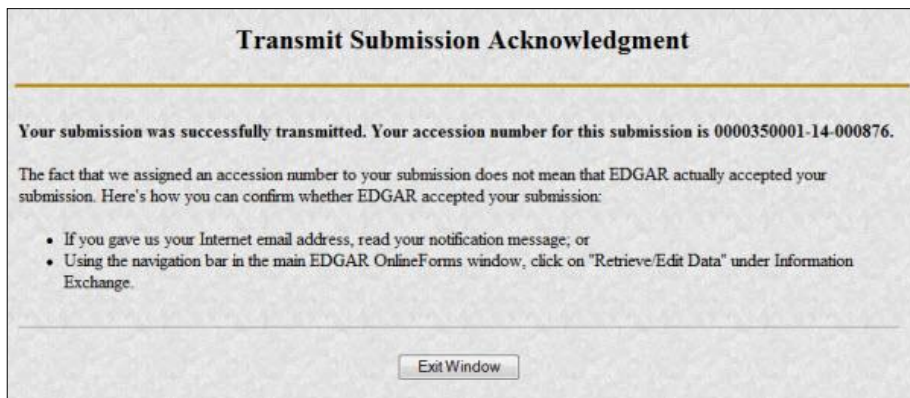 Transmit Submission Acknowledgment
Your submission was successfully transmitted. Your accession number for this submission is 0000350001-14-000876.
The fact that we assigned an accession number to your submission does not mean that EDGAR actually accepted your
submission. Here's how you can confirm whether EDGAR accepted your submission:
• If you gave us your Internet email address, read your notification message; or
• Using the navigation bar in the main EDGAR OnlineForms window, click on "Retrieve/Edit Data" under Information
Exchange.
Exit Window